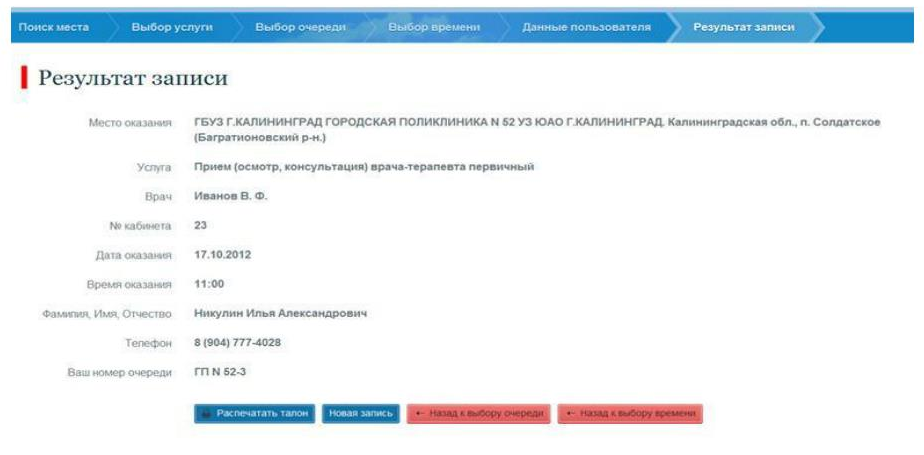 Поиск места Выбор услуги Выбор очереди Выбор времени Данные пользователя Результат записи
Результат записи
Место оказания ГБУЗ Г.КАЛИНИНГРАД ГОРОДСКАЯ ПОЛИКЛИНИКА N 52 УЗ ЮАО Г.КАЛИНИНГРАД. Калининградская обл., п. Солдатское
(Багратионовский р-н.)
Услуга Прием (осмотр, консультация) врача-терапевта первичный
Врач Иванов В. Ф.
№ кабинета 23
Дата оказания 17.10.2012
Время оказания 11:00
Фамилия, Имя, Отчество Никулин Илья Александрович
Телефон 8 (904) 777-4028
Ваш номер очереди ГП N 52-3
Распечатать талон Новая запись ← Назад к выбору очереди ← Назад к выбору времени